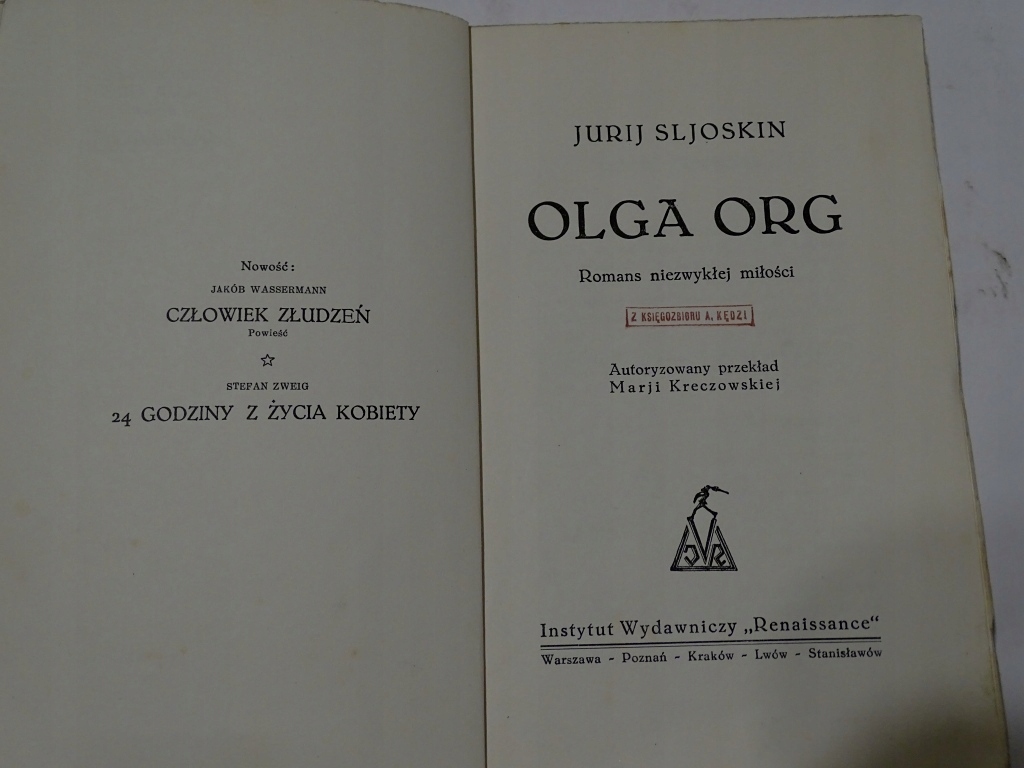 Nowość:
JAKÓB WASSERMANN
CZŁOWIEK ZŁUDZEŃ
Powieść
STEFAN ZWEIG
24 GODZINY Z ŻYCIA KOBIETY
JURIJ SLJOSKIN
OLGA ORG
Romans niezwykłej miłości
Z KSIĘGOZBIORU A. KĘDZI
Autoryzowany przekład
Marji Kreczowskiej
Instytut Wydawniczy „Renaissance“
Warszawa - Poznań - Kraków - Lwów - Stanisławów